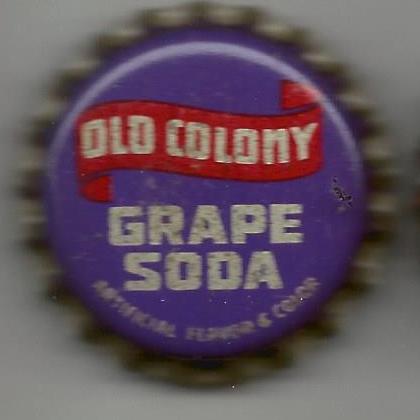 OLD COLONY
GRAPE
SODA
ARTIFICIAL FLAVOR & COLOR